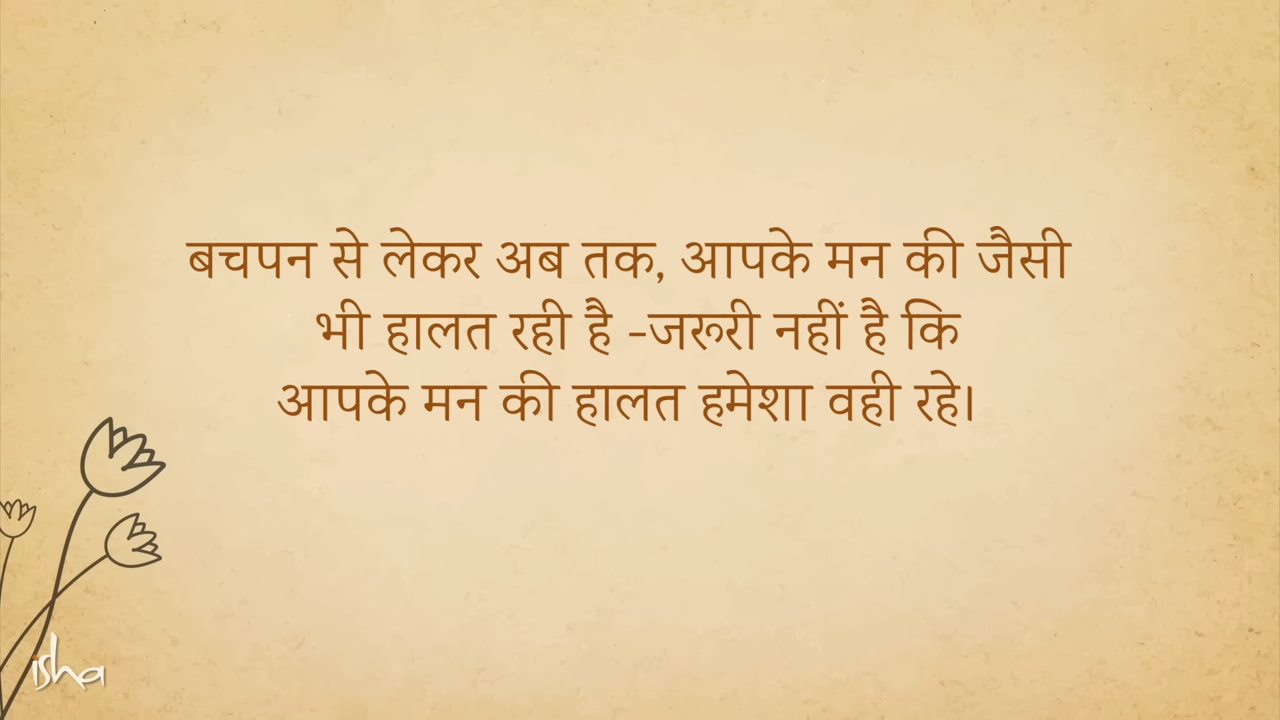 बचपन से लेकर अब तक, आपके मन की जैसी
भी हालत रही है -जरूरी नहीं है कि
आपके मन की हालत हमेशा वही रहे।
isha